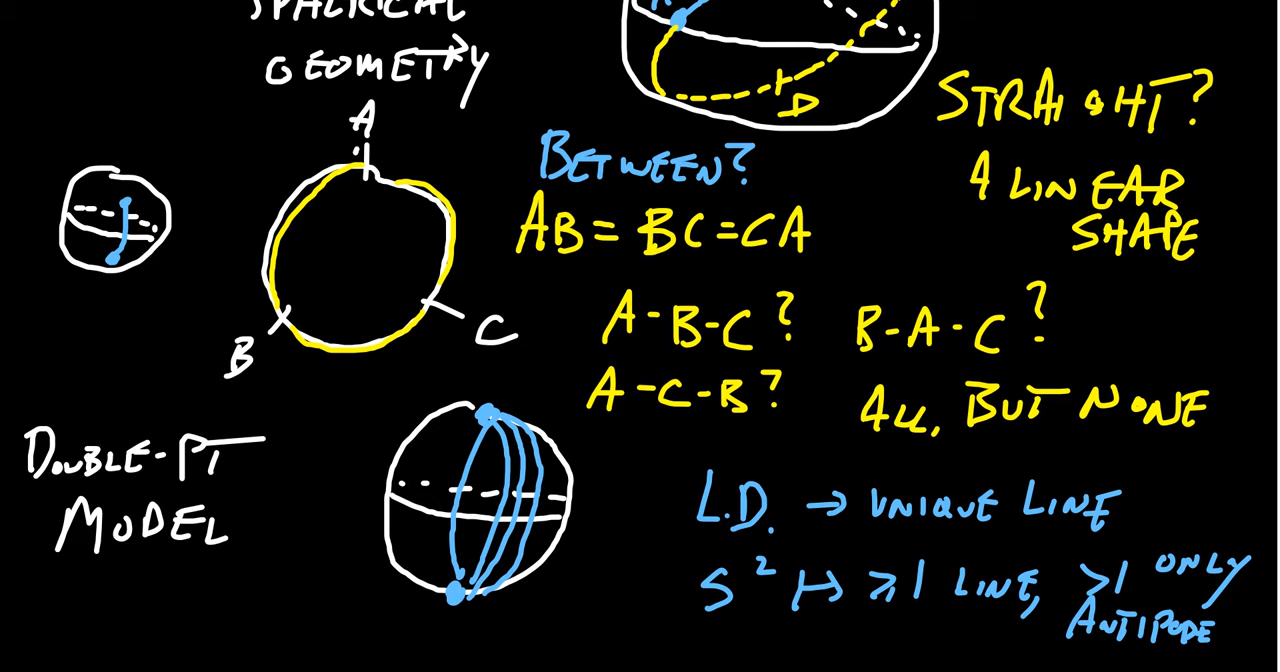 SPHERICAL
GEOMETRY
A
B
C
D
STRAIGHT?
4 LINEAR
SHAPE
BETWEEN?
AB = BC = CA
A-B-C? B-A-C?
A-C-B? ALL, BUT NONE
DOUBLE-PT
MODEL
L.D. → UNIQUE LINE
S² ↦ ≥1 LINE, >1 ONLY
ANTIPODE